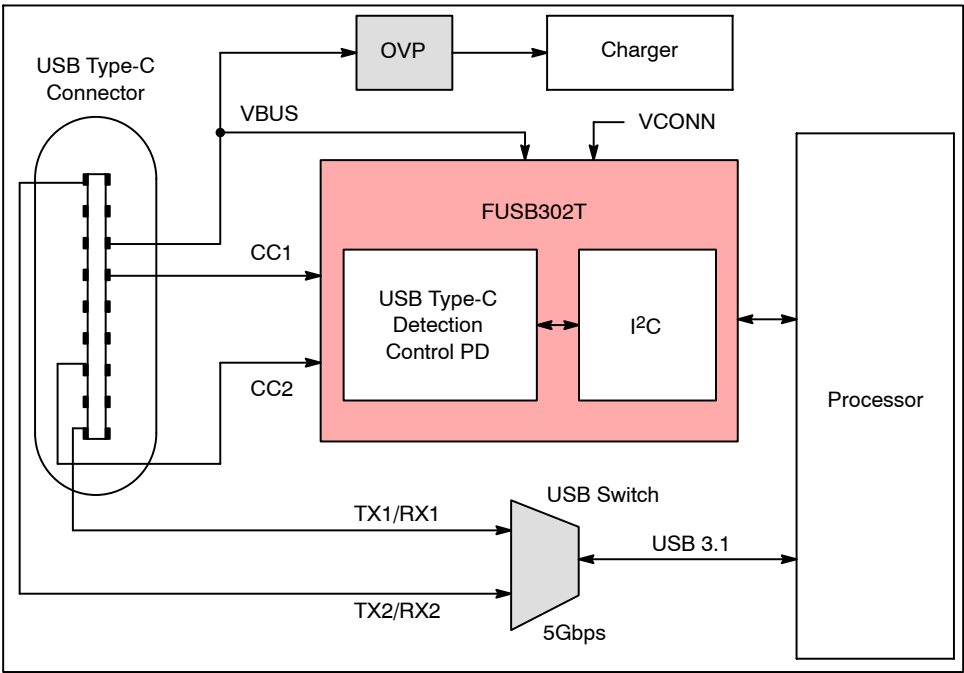 OVP
Charger
USB Type-C
Connector
VBUS
VCONN
FUSB302T
CC1
USB Type-C
Detection
Control PD
I²C
CC2
Processor
USB Switch
TX1/RX1
USB 3.1
TX2/RX2
5Gbps